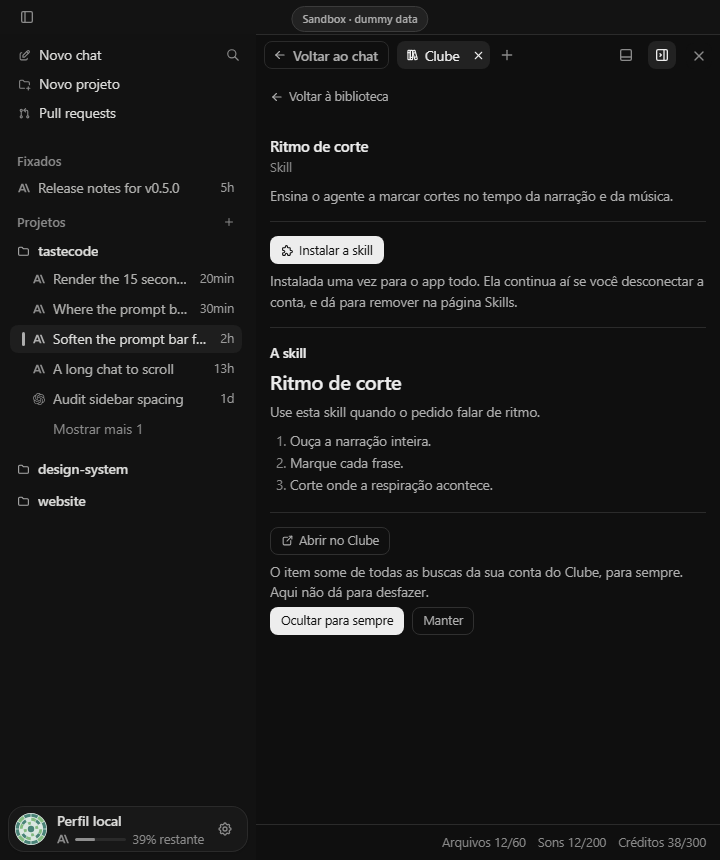 Sandbox · dummy data
Novo chat
Novo projeto
Pull requests
Fixados
Release notes for v0.5.0 5h
Projetos
tastecode
Render the 15 secon... 20min
Where the prompt b... 30min
Soften the prompt bar f... 2h
A long chat to scroll 13h
Audit sidebar spacing 1d
Mostrar mais 1
design-system
website
Perfil local
39% restante
Voltar ao chat
Clube
Voltar à biblioteca
Ritmo de corte
Skill
Ensina o agente a marcar cortes no tempo da narração e da música.
Instalar a skill
Instalada uma vez para o app todo. Ela continua aí se você desconectar a
conta, e dá para remover na página Skills.
A skill
Ritmo de corte
Use esta skill quando o pedido falar de ritmo.
1. Ouça a narração inteira.
2. Marque cada frase.
3. Corte onde a respiração acontece.
Abrir no Clube
O item some de todas as buscas da sua conta do Clube, para sempre.
Aqui não dá para desfazer.
Ocultar para sempre Manter
Arquivos 12/60 Sons 12/200 Créditos 38/300